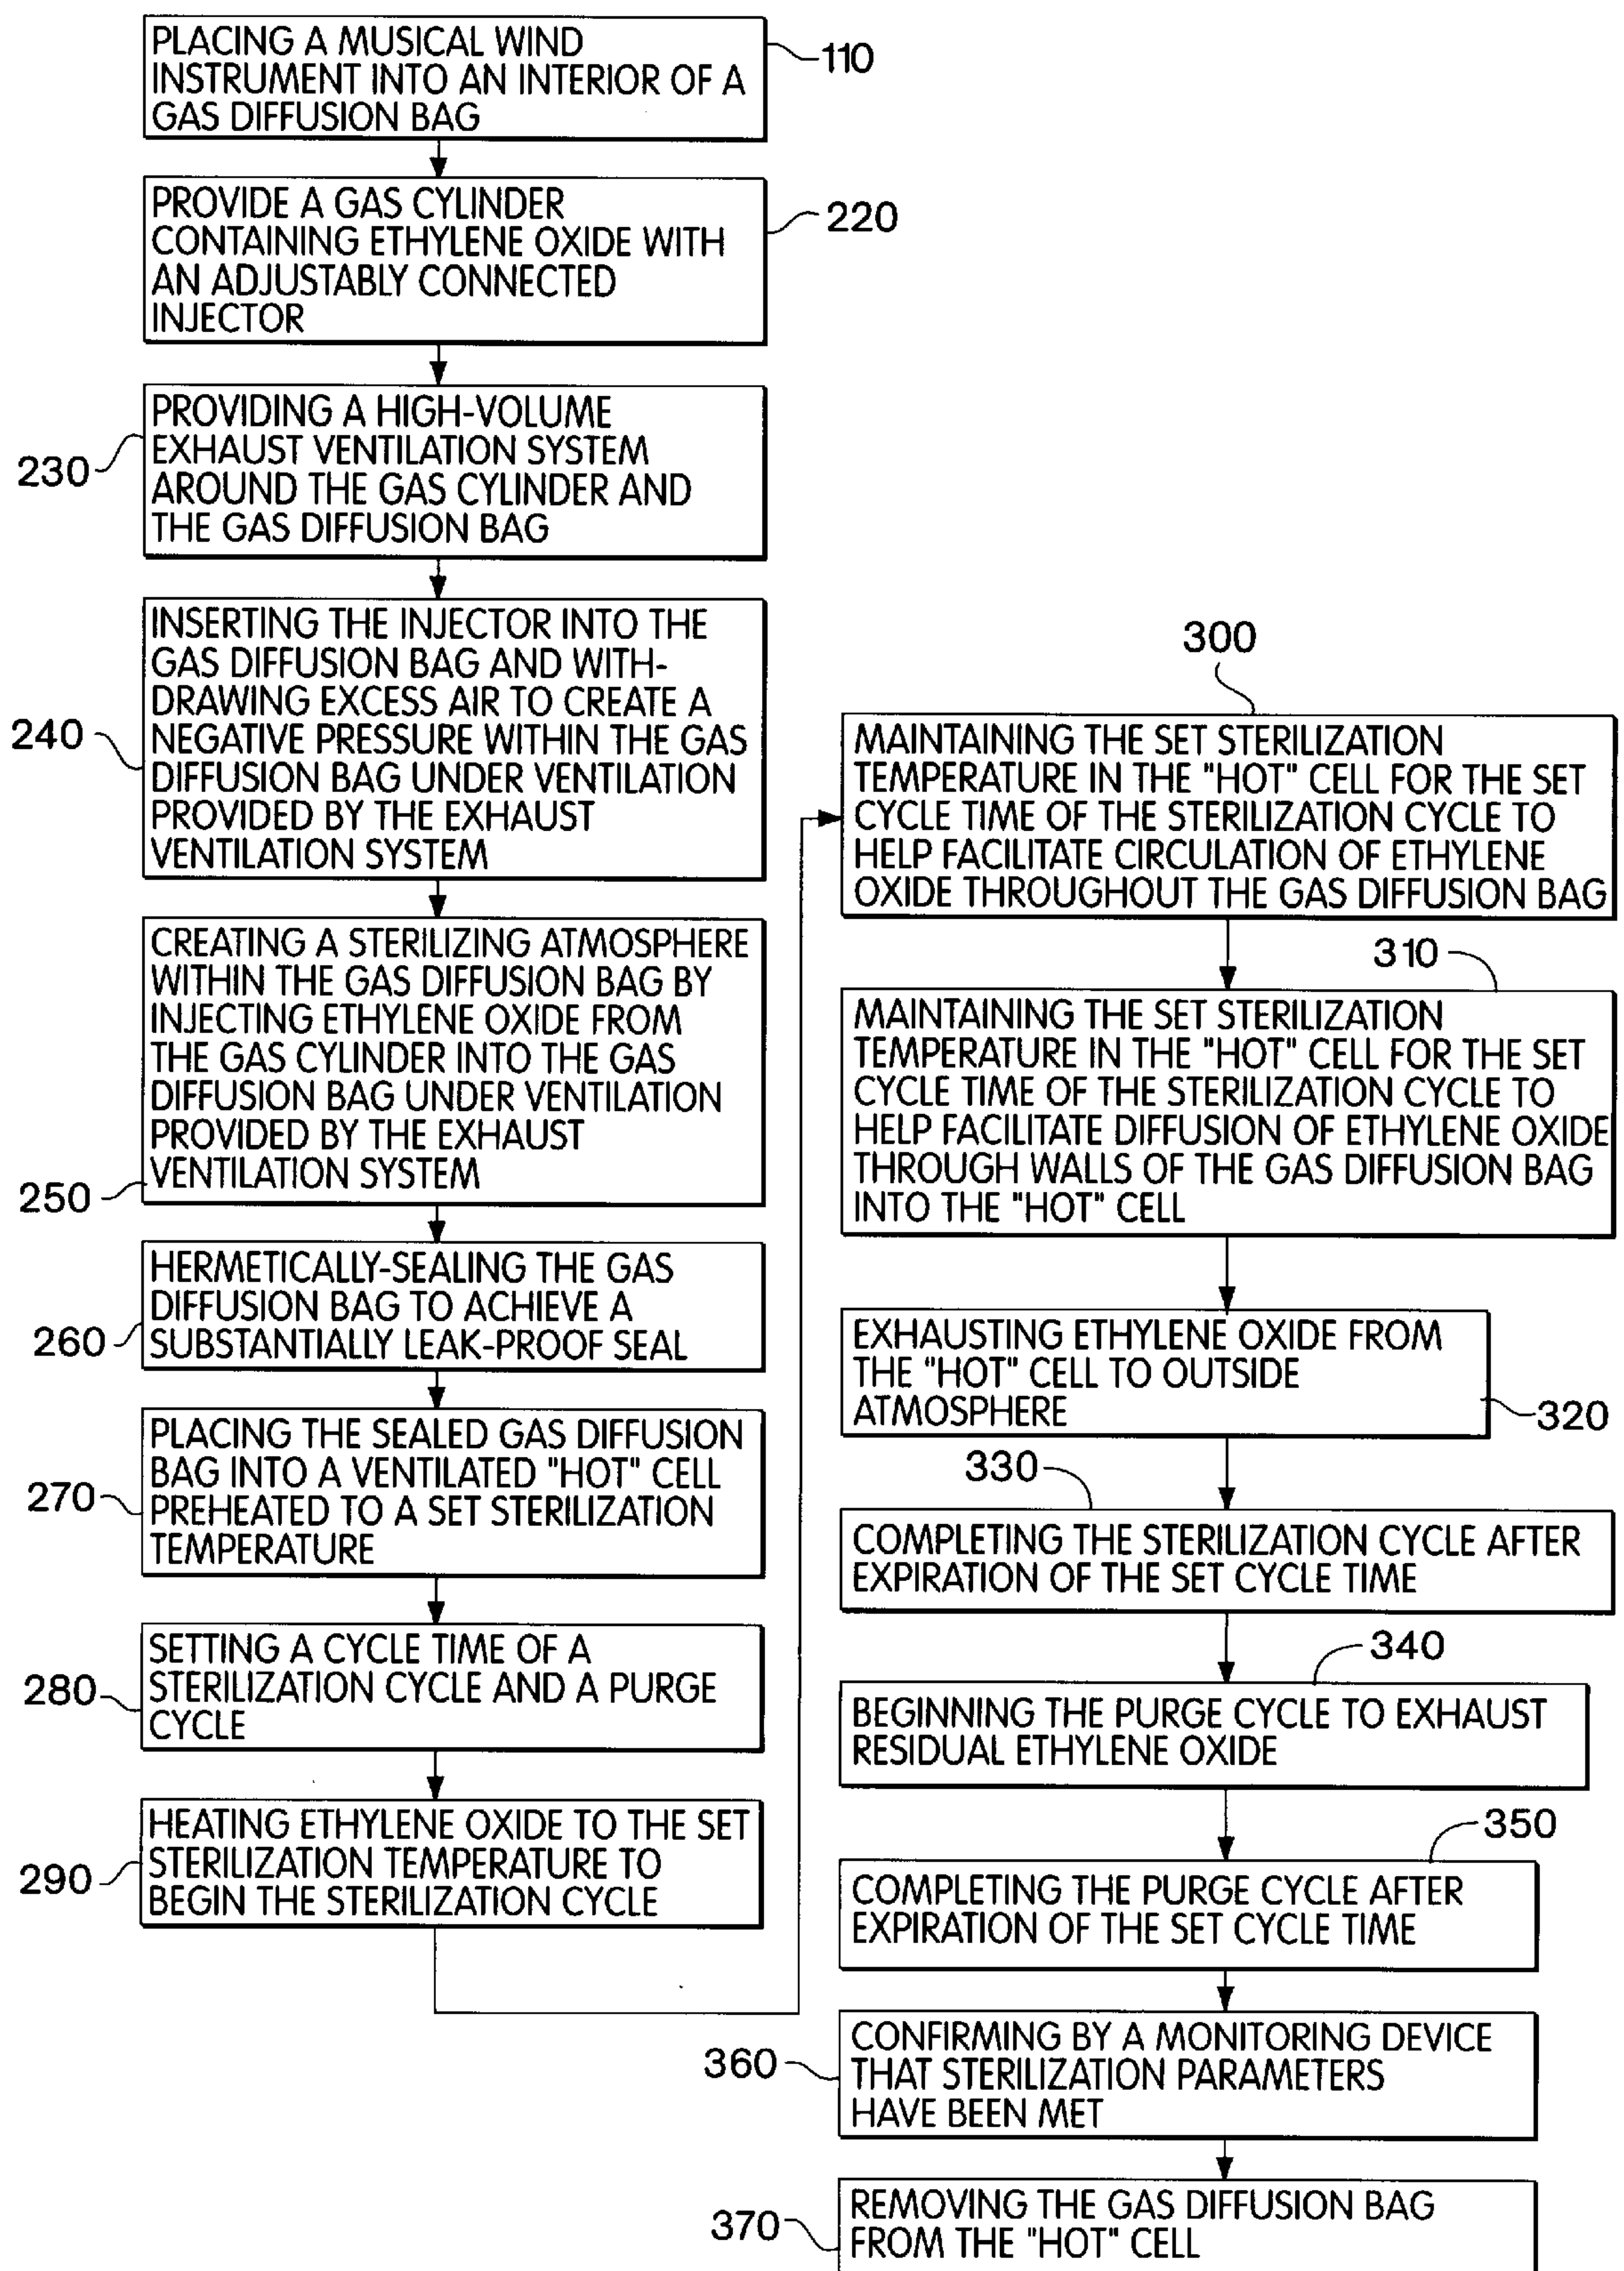 PLACING A MUSICAL WIND
INSTRUMENT INTO AN INTERIOR OF A
GAS DIFFUSION BAG
110
PROVIDE A GAS CYLINDER
CONTAINING ETHYLENE OXIDE WITH
AN ADJUSTABLY CONNECTED
INJECTOR
220
PROVIDING A HIGH-VOLUME
EXHAUST VENTILATION SYSTEM
AROUND THE GAS CYLINDER AND
THE GAS DIFFUSION BAG
230
INSERTING THE INJECTOR INTO THE
GAS DIFFUSION BAG AND WITH-
DRAWING EXCESS AIR TO CREATE A
NEGATIVE PRESSURE WITHIN THE GAS
DIFFUSION BAG UNDER VENTILATION
PROVIDED BY THE EXHAUST
VENTILATION SYSTEM
240
CREATING A STERILIZING ATMOSPHERE
WITHIN THE GAS DIFFUSION BAG BY
INJECTING ETHYLENE OXIDE FROM
THE GAS CYLINDER INTO THE GAS
DIFFUSION BAG UNDER VENTILATION
PROVIDED BY THE EXHAUST
VENTILATION SYSTEM
250
HERMETICALLY-SEALING THE GAS
DIFFUSION BAG TO ACHIEVE A
SUBSTANTIALLY LEAK-PROOF SEAL
260
PLACING THE SEALED GAS DIFFUSION
BAG INTO A VENTILATED "HOT" CELL
PREHEATED TO A SET STERILIZATION
TEMPERATURE
270
SETTING A CYCLE TIME OF A
STERILIZATION CYCLE AND A PURGE
CYCLE
280
HEATING ETHYLENE OXIDE TO THE SET
STERILIZATION TEMPERATURE TO
BEGIN THE STERILIZATION CYCLE
290
300
MAINTAINING THE SET STERILIZATION
TEMPERATURE IN THE "HOT" CELL FOR THE SET
CYCLE TIME OF THE STERILIZATION CYCLE TO
HELP FACILITATE CIRCULATION OF ETHYLENE
OXIDE THROUGHOUT THE GAS DIFFUSION BAG
310
MAINTAINING THE SET STERILIZATION
TEMPERATURE IN THE "HOT" CELL FOR THE SET
CYCLE TIME OF THE STERILIZATION CYCLE TO
HELP FACILITATE DIFFUSION OF ETHYLENE OXIDE
THROUGH WALLS OF THE GAS DIFFUSION BAG
INTO THE "HOT" CELL
EXHAUSTING ETHYLENE OXIDE FROM
THE "HOT" CELL TO OUTSIDE
ATMOSPHERE
320
330
COMPLETING THE STERILIZATION CYCLE AFTER
EXPIRATION OF THE SET CYCLE TIME
340
BEGINNING THE PURGE CYCLE TO EXHAUST
RESIDUAL ETHYLENE OXIDE
350
COMPLETING THE PURGE CYCLE AFTER
EXPIRATION OF THE SET CYCLE TIME
CONFIRMING BY A MONITORING DEVICE
THAT STERILIZATION PARAMETERS
HAVE BEEN MET
360
REMOVING THE GAS DIFFUSION BAG
FROM THE "HOT" CELL
370